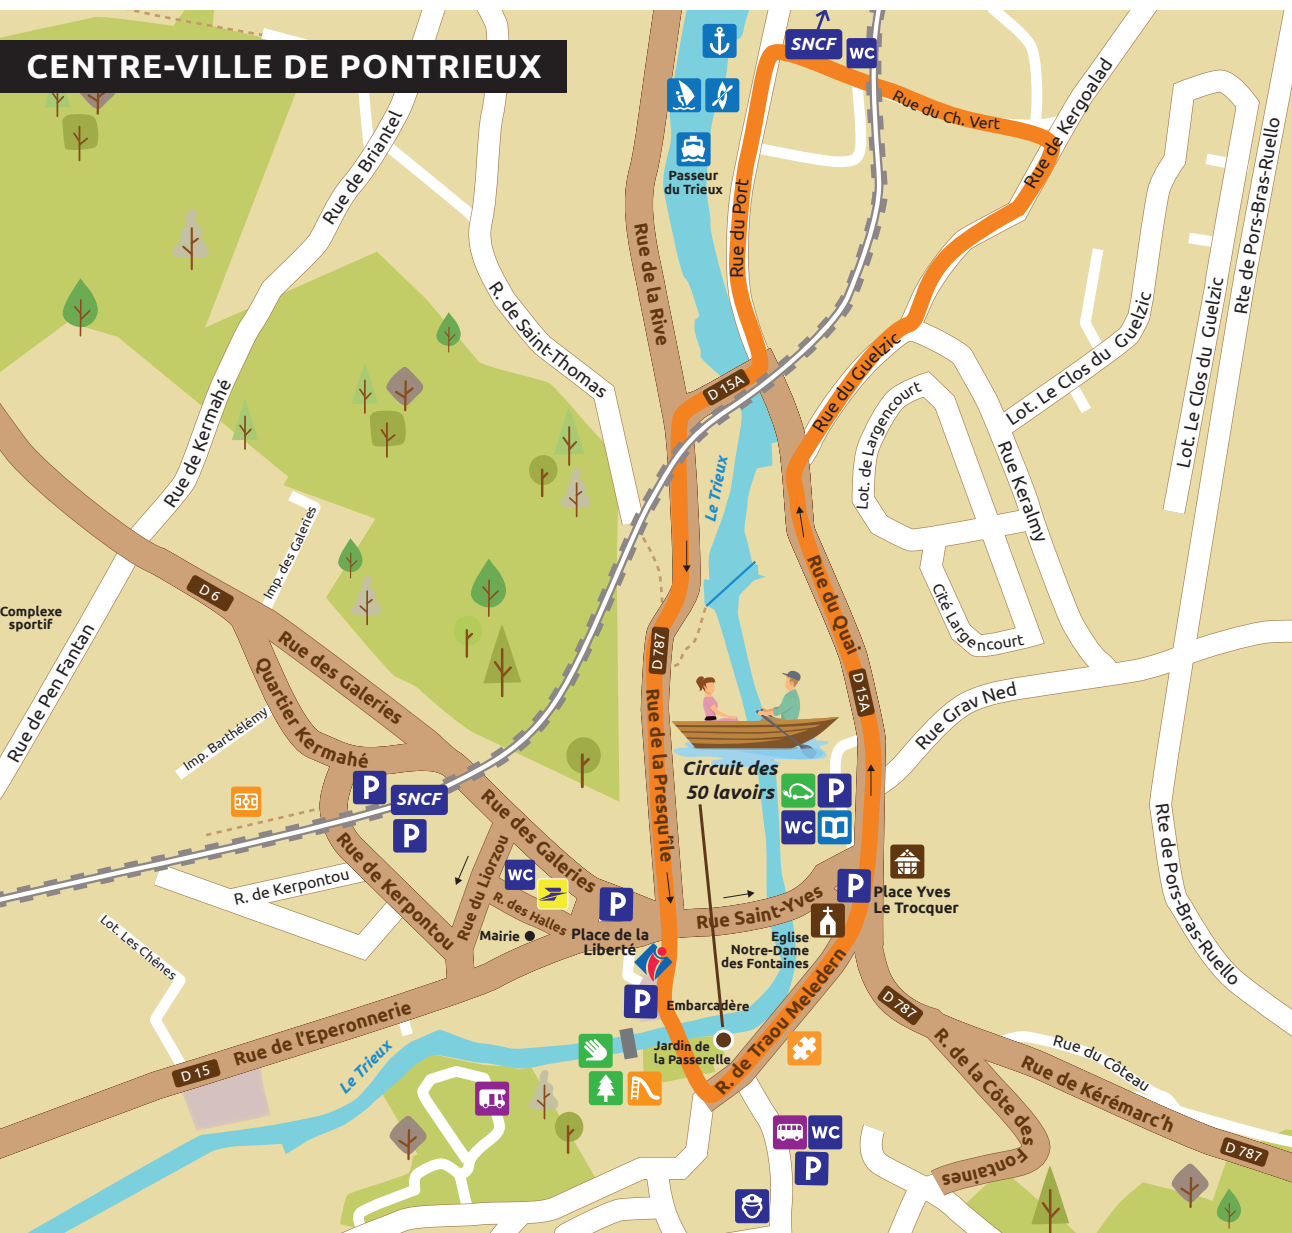 CENTRE-VILLE DE PONTRIEUX
SNCF
WC
Rue du Ch. Vert
Rue de Kergoalad
Rue de Briantel
Passeur
du Trieux
Rue du Port
Rue de la Rive
R. de Saint-Thomas
Rte de Pors-Bras-Ruello
Lot. Le Clos du Guelzic
Lot. Le Clos du Guelzic
D 15A
Rue du Guelzic
Lot. de Largencourt
Rue Keralmy
Rue de Kermahé
Le Trieux
Imp. des Galeries
D 6
Complexe
sportif
Rue du Quai
Cité Largencourt
Rue de Pen Fantan
Rue des Galeries
Quartier Kermahé
D 787
D 15A
Rue Grav Ned
Imp. Barthélémy
Rue de la Presqu'île
Circuit des
50 lavoirs
P
SNCF
P
P
WC
Rue des Galeries
Rue de Kerpontou
R. de Kerpontou
Rue du Liorzou
WC
R. des Halles
P
Mairie
Place de la
Liberté
Rue Saint-Yves
P
Place Yves
Le Trocquer
Eglise
Notre-Dame
des Fontaines
Rte de Pors-Bras-Ruello
Lot. Les Chênes
P
Embarcadère
Jardin de
la Passerelle
R. de Traou Meledern
D 787
R. de la Côte des
Fontaines
Rue du Côteau
Rue de Kérémarc'h
D 787
Rue de l'Eperonnerie
D 15
Le Trieux
WC
P